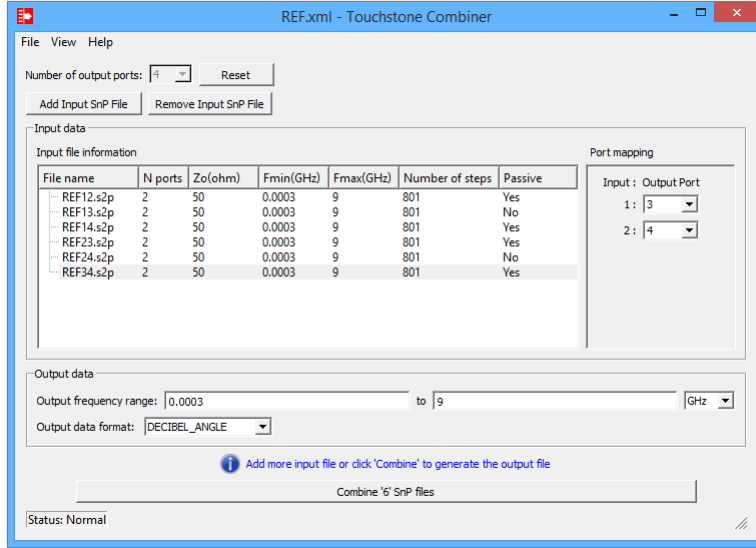 REF.xml - Touchstone Combiner
File View Help
Number of output ports: 4 Reset
Add Input SnP File Remove Input SnP File
Input data
Input file information Port mapping
File name N ports Zo(ohm) Fmin(GHz) Fmax(GHz) Number of steps Passive
Input : Output Port
REF12.s2p 2 50 0.0003 9 801 Yes
1 : 3
REF13.s2p 2 50 0.0003 9 801 No
REF14.s2p 2 50 0.0003 9 801 Yes
2 : 4
REF23.s2p 2 50 0.0003 9 801 Yes
REF24.s2p 2 50 0.0003 9 801 No
REF34.s2p 2 50 0.0003 9 801 Yes
Output data
Output frequency range: 0.0003 to 9 GHz
Output data format: DECIBEL_ANGLE
Add more input file or click 'Combine' to generate the output file
Combine '6' SnP files
Status: Normal